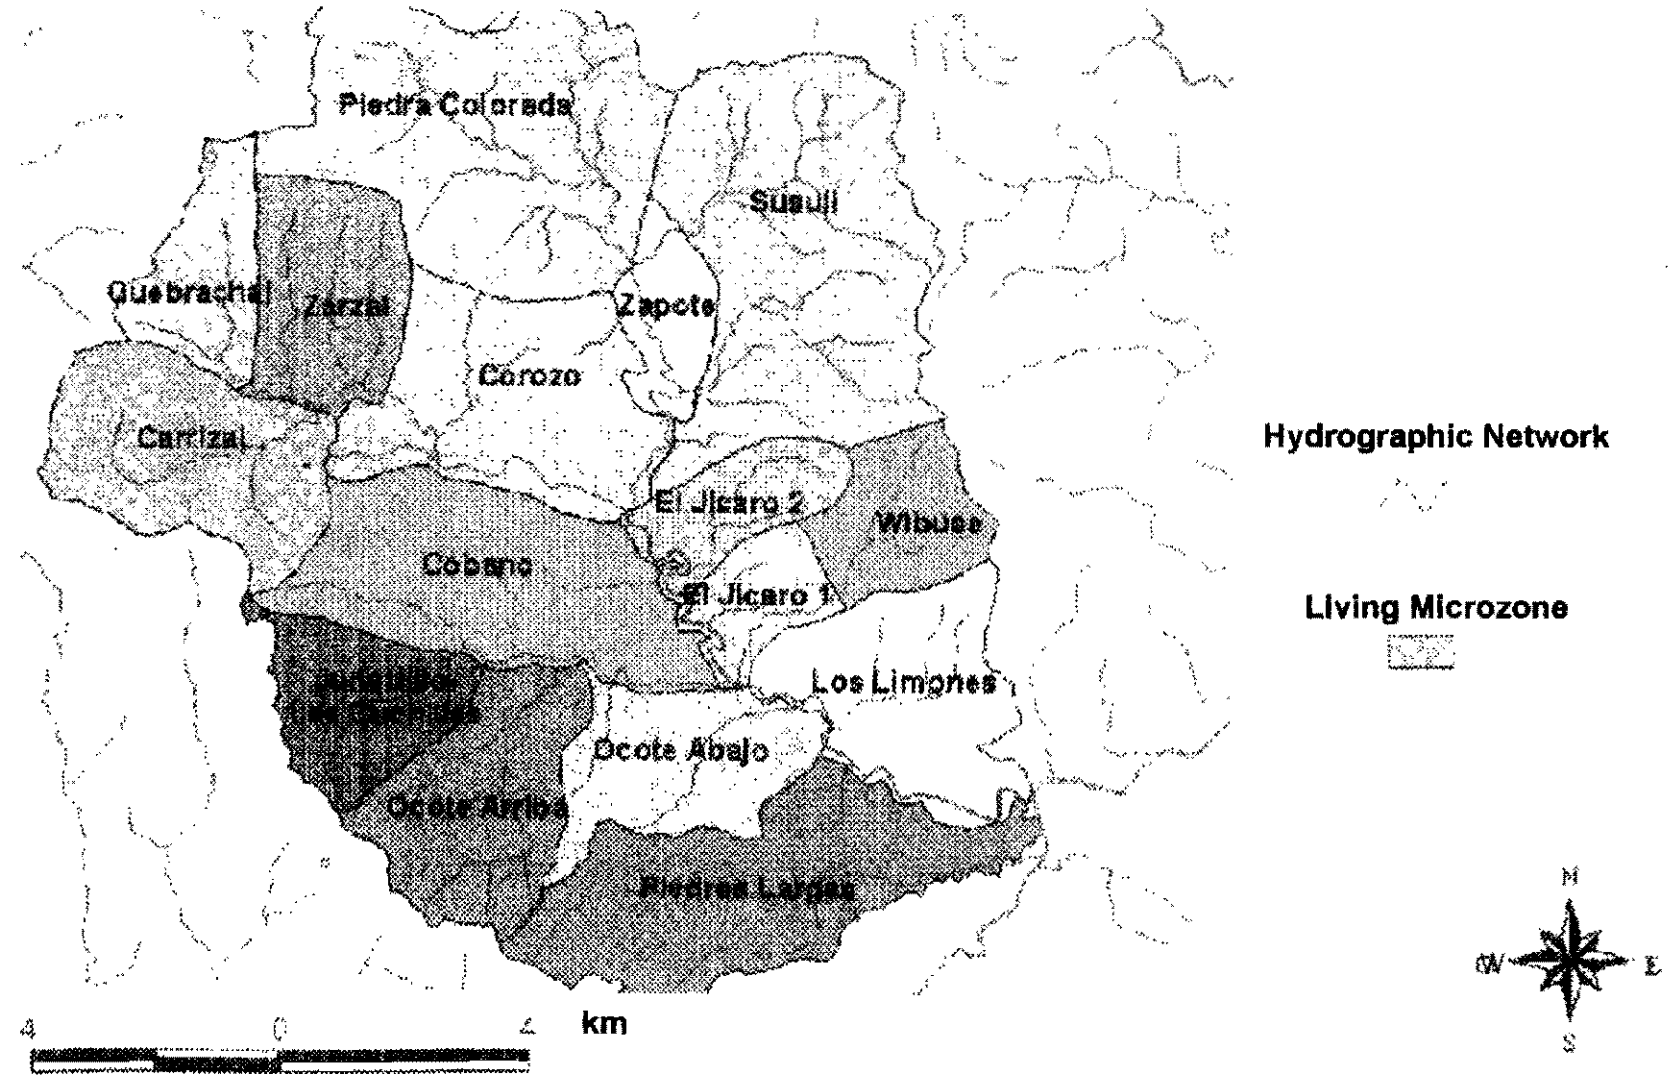 Piedra Colorada
Susuli
Quebrachal
Zarzal
Zapote
Corozo
Carrizal
El Jicaro 2
Wibuse
Cobano
El Jicaro 1
Los Limones
Ocote Abajo
Ocote Arriba
Piedras Largas
Hydrographic Network
Living Microzone
N
W
E
S
4 0 4 km